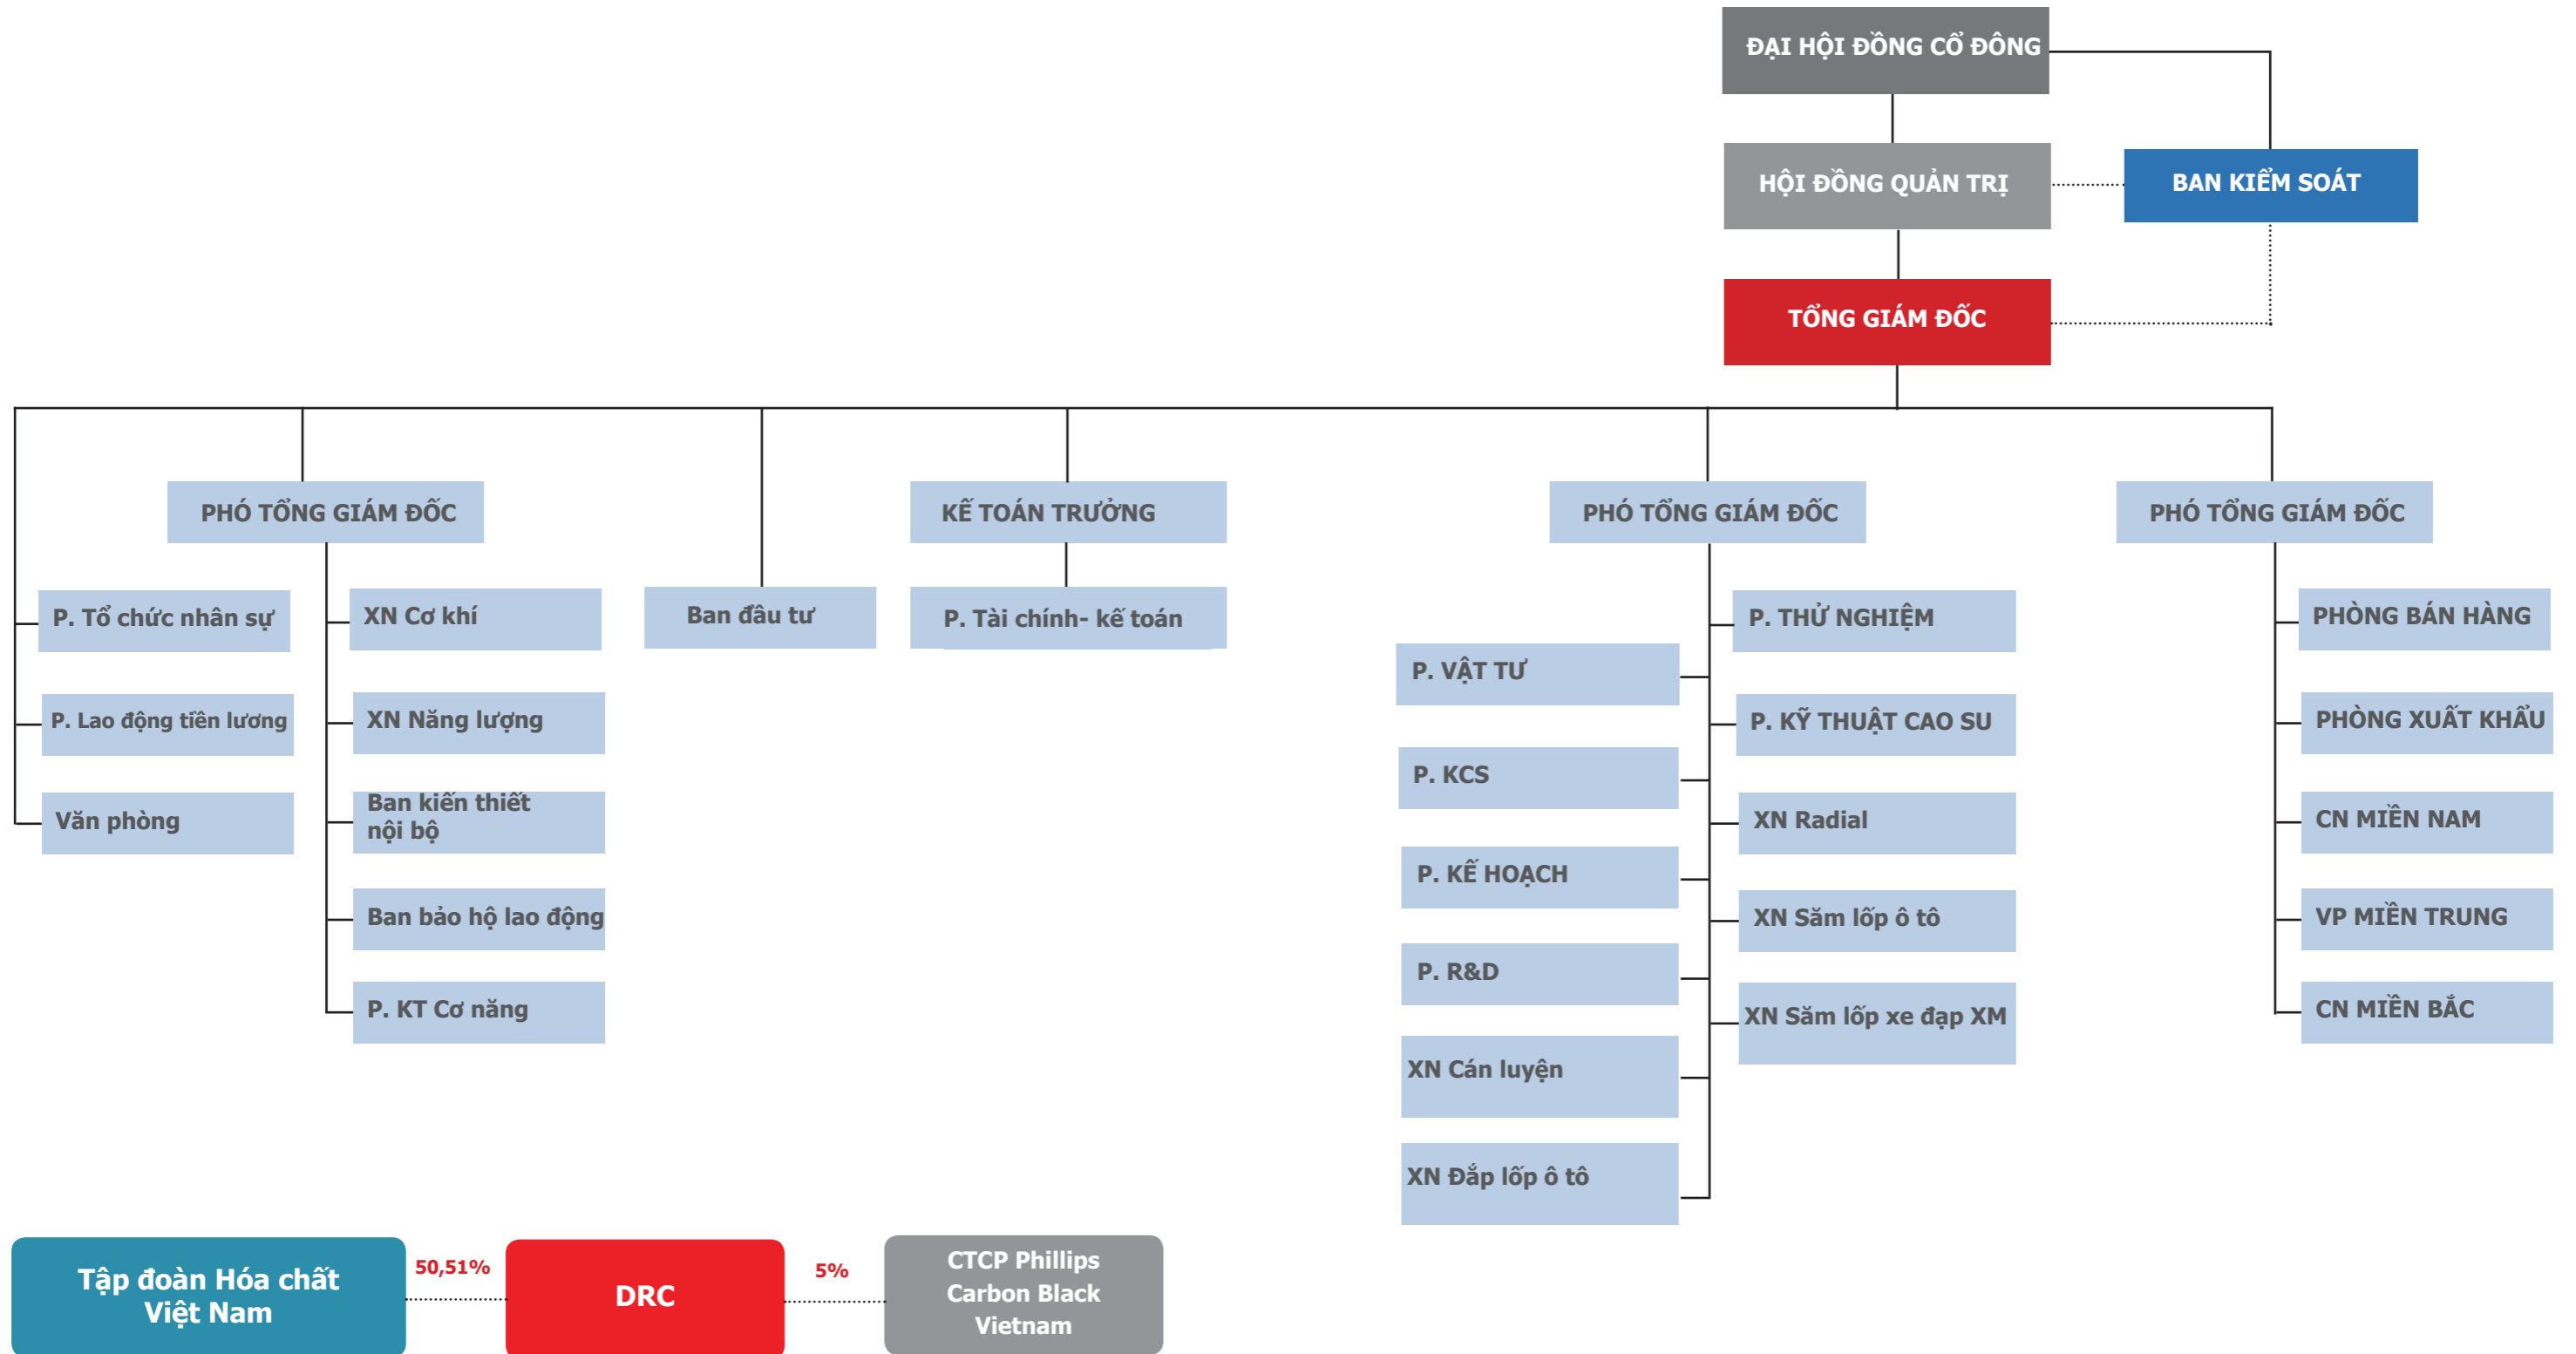 ĐẠI HỘI ĐỒNG CỔ ĐÔNG
HỘI ĐỒNG QUẢN TRỊ
BAN KIỂM SOÁT
TỔNG GIÁM ĐỐC
PHÓ TỔNG GIÁM ĐỐC
KẾ TOÁN TRƯỞNG
PHÓ TỔNG GIÁM ĐỐC
PHÓ TỔNG GIÁM ĐỐC
P. Tổ chức nhân sự
P. Lao động tiền lương
Văn phòng
XN Cơ khí
XN Năng lượng
Ban kiến thiết
nội bộ
Ban bảo hộ lao động
P. KT Cơ năng
Ban đầu tư
P. Tài chính- kế toán
P. VẬT TƯ
P. KCS
P. KẾ HOẠCH
P. R&D
XN Cán luyện
XN Đắp lốp ô tô
P. THỬ NGHIỆM
P. KỸ THUẬT CAO SU
XN Radial
XN Săm lốp ô tô
XN Săm lốp xe đạp XM
PHÒNG BÁN HÀNG
PHÒNG XUẤT KHẨU
CN MIỀN NAM
VP MIỀN TRUNG
CN MIỀN BẮC
Tập đoàn Hóa chất
Việt Nam
50,51%
DRC
5%
CTCP Phillips
Carbon Black
Vietnam